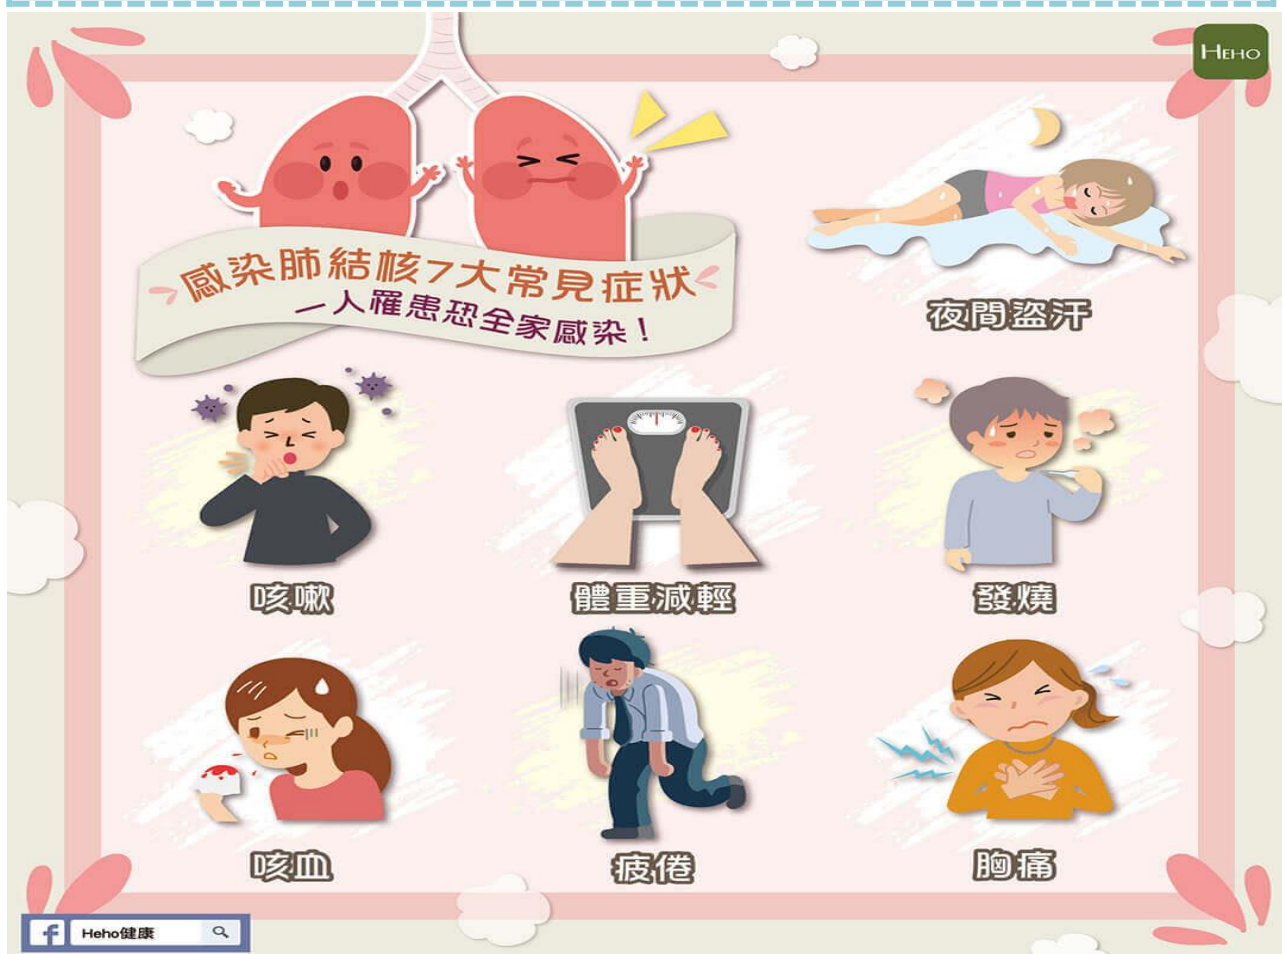 HEHO
感染肺結核7大常見症狀
一人罹患恐全家感染！
夜間盜汗
咳嗽
體重減輕
發燒
咳血
疲倦
胸痛
Heho健康